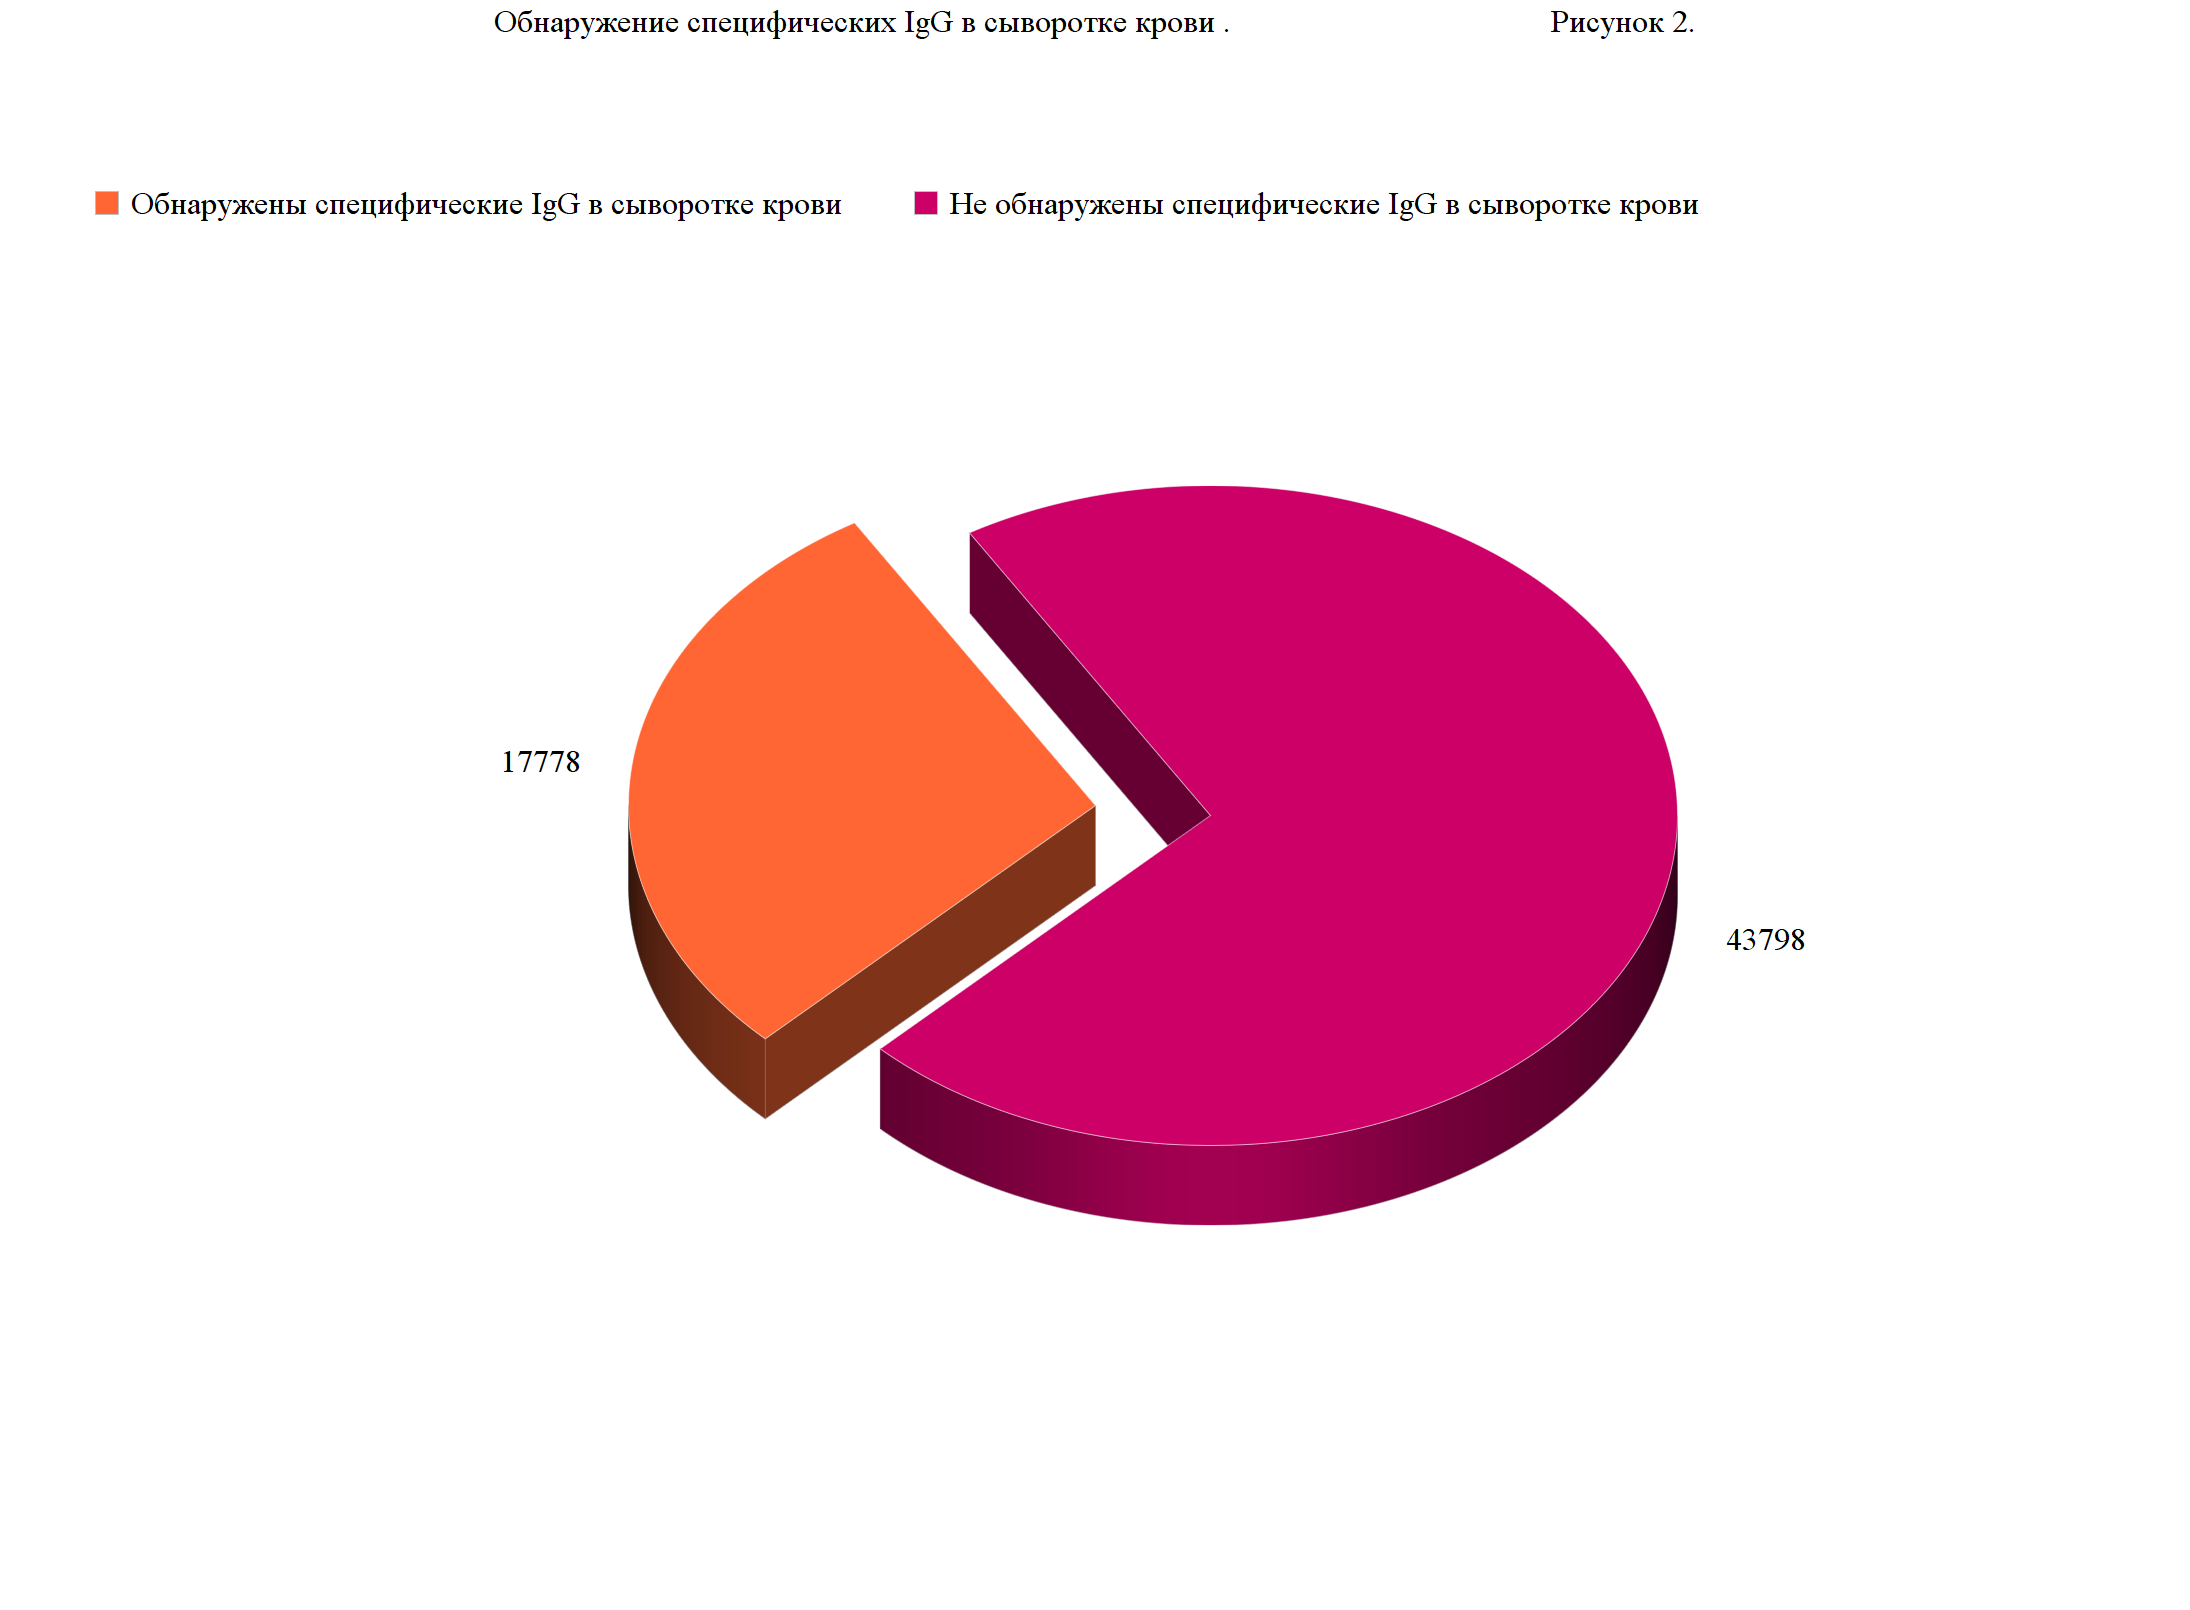 Обнаружение специфических IgG в сыворотке крови . Рисунок 2.
Обнаружены специфические IgG в сыворотке крови
Не обнаружены специфические IgG в сыворотке крови
17778
43798